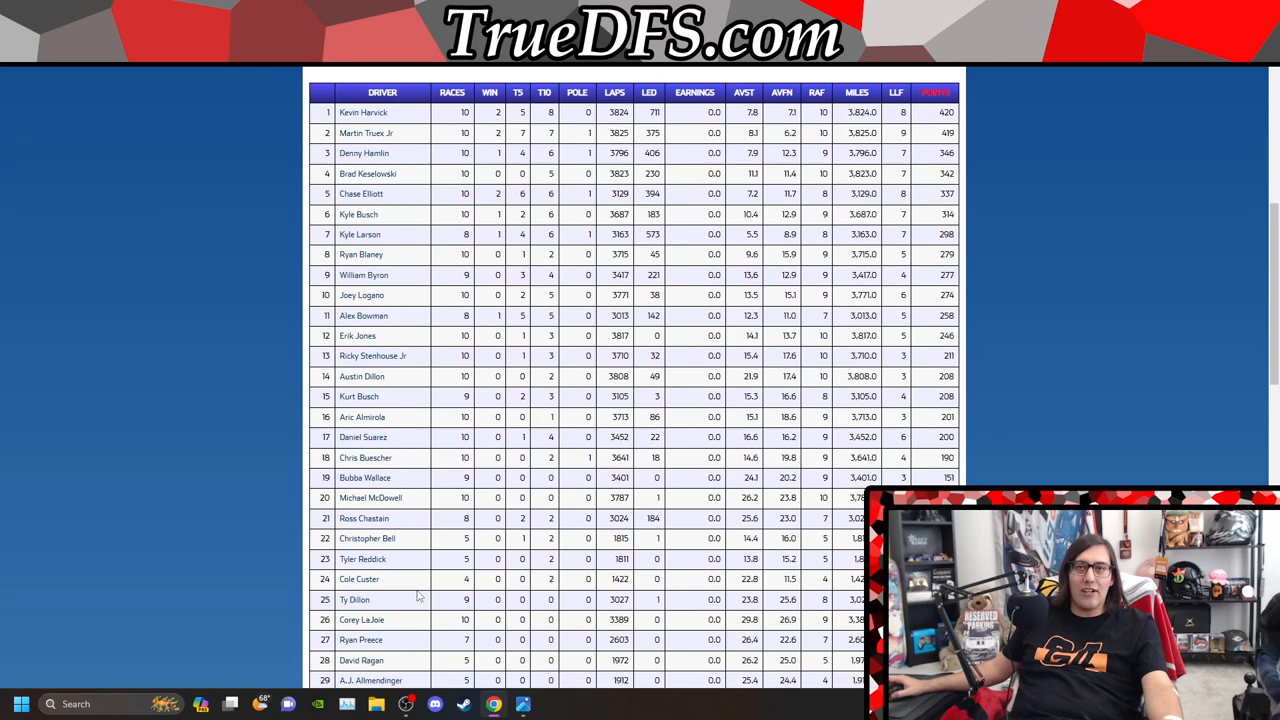 TrueDFS.com
DRIVER RACES WIN T5 T10 POLE LAPS LED EARNINGS AVST AVFN RAF MILES LLF POINTS
1 Kevin Harvick 10 2 5 8 0 3824 711 0.0 7.8 7.1 10 3,824.0 8 420
2 Martin Truex Jr 10 2 7 7 1 3825 375 0.0 8.1 6.2 10 3,825.0 9 419
3 Denny Hamlin 10 1 4 6 1 3796 406 0.0 7.9 12.3 9 3,796.0 7 346
4 Brad Keselowski 10 0 0 5 0 3823 230 0.0 11.1 11.4 10 3,823.0 7 342
5 Chase Elliott 10 2 6 6 1 3129 394 0.0 7.2 11.7 8 3,129.0 8 337
6 Kyle Busch 10 1 2 6 0 3687 183 0.0 10.4 12.9 9 3,687.0 7 314
7 Kyle Larson 8 1 4 6 1 3163 573 0.0 5.5 8.9 8 3,163.0 7 298
8 Ryan Blaney 10 0 1 2 0 3715 45 0.0 9.6 15.9 9 3,715.0 5 279
9 William Byron 9 0 3 4 0 3417 221 0.0 13.6 12.9 9 3,417.0 4 277
10 Joey Logano 10 0 2 5 0 3771 38 0.0 13.5 15.1 9 3,771.0 6 274
11 Alex Bowman 8 1 5 5 0 3013 142 0.0 12.3 11.0 7 3,013.0 5 258
12 Erik Jones 10 0 1 3 0 3817 0 0.0 14.1 13.7 10 3,817.0 5 246
13 Ricky Stenhouse Jr 10 0 1 3 0 3710 32 0.0 15.4 17.6 10 3,710.0 3 211
14 Austin Dillon 10 0 0 2 0 3808 49 0.0 21.9 17.4 10 3,808.0 3 208
15 Kurt Busch 9 0 2 3 0 3105 3 0.0 15.3 16.6 8 3,105.0 4 208
16 Aric Almirola 10 0 0 1 0 3713 86 0.0 15.1 18.6 9 3,713.0 3 201
17 Daniel Suarez 10 0 1 4 0 3452 22 0.0 16.6 16.2 9 3,452.0 6 200
18 Chris Buescher 10 0 0 2 1 3641 18 0.0 14.6 19.8 9 3,641.0 4 190
19 Bubba Wallace 9 0 0 0 0 3401 0 0.0 24.1 20.2 9 3,401.0 3 151
20 Michael McDowell 10 0 0 0 0 3787 1 0.0 26.2 23.8 10
21 Ross Chastain 8 0 2 2 0 3024 184 0.0 25.6 23.0 7
22 Christopher Bell 5 0 1 2 0 1815 1 0.0 14.4 16.0 5
23 Tyler Reddick 5 0 0 2 0 1811 0 0.0 13.8 15.2 5
24 Cole Custer 4 0 0 2 0 1422 0 0.0 22.8 11.5 4
25 Ty Dillon 9 0 0 0 0 3027 1 0.0 23.8 25.6 8
26 Corey LaJoie 10 0 0 0 0 3389 0 0.0 29.8 26.9 9
27 Ryan Preece 7 0 0 0 0 2603 0 0.0 26.4 22.6 7
28 David Ragan 5 0 0 0 0 1972 0 0.0 26.2 25.0 5
29 A.J. Allmendinger 5 0 0 0 0 1912 0 0.0 25.4 24.4 4
RESERVED
PARKING
Search
68°